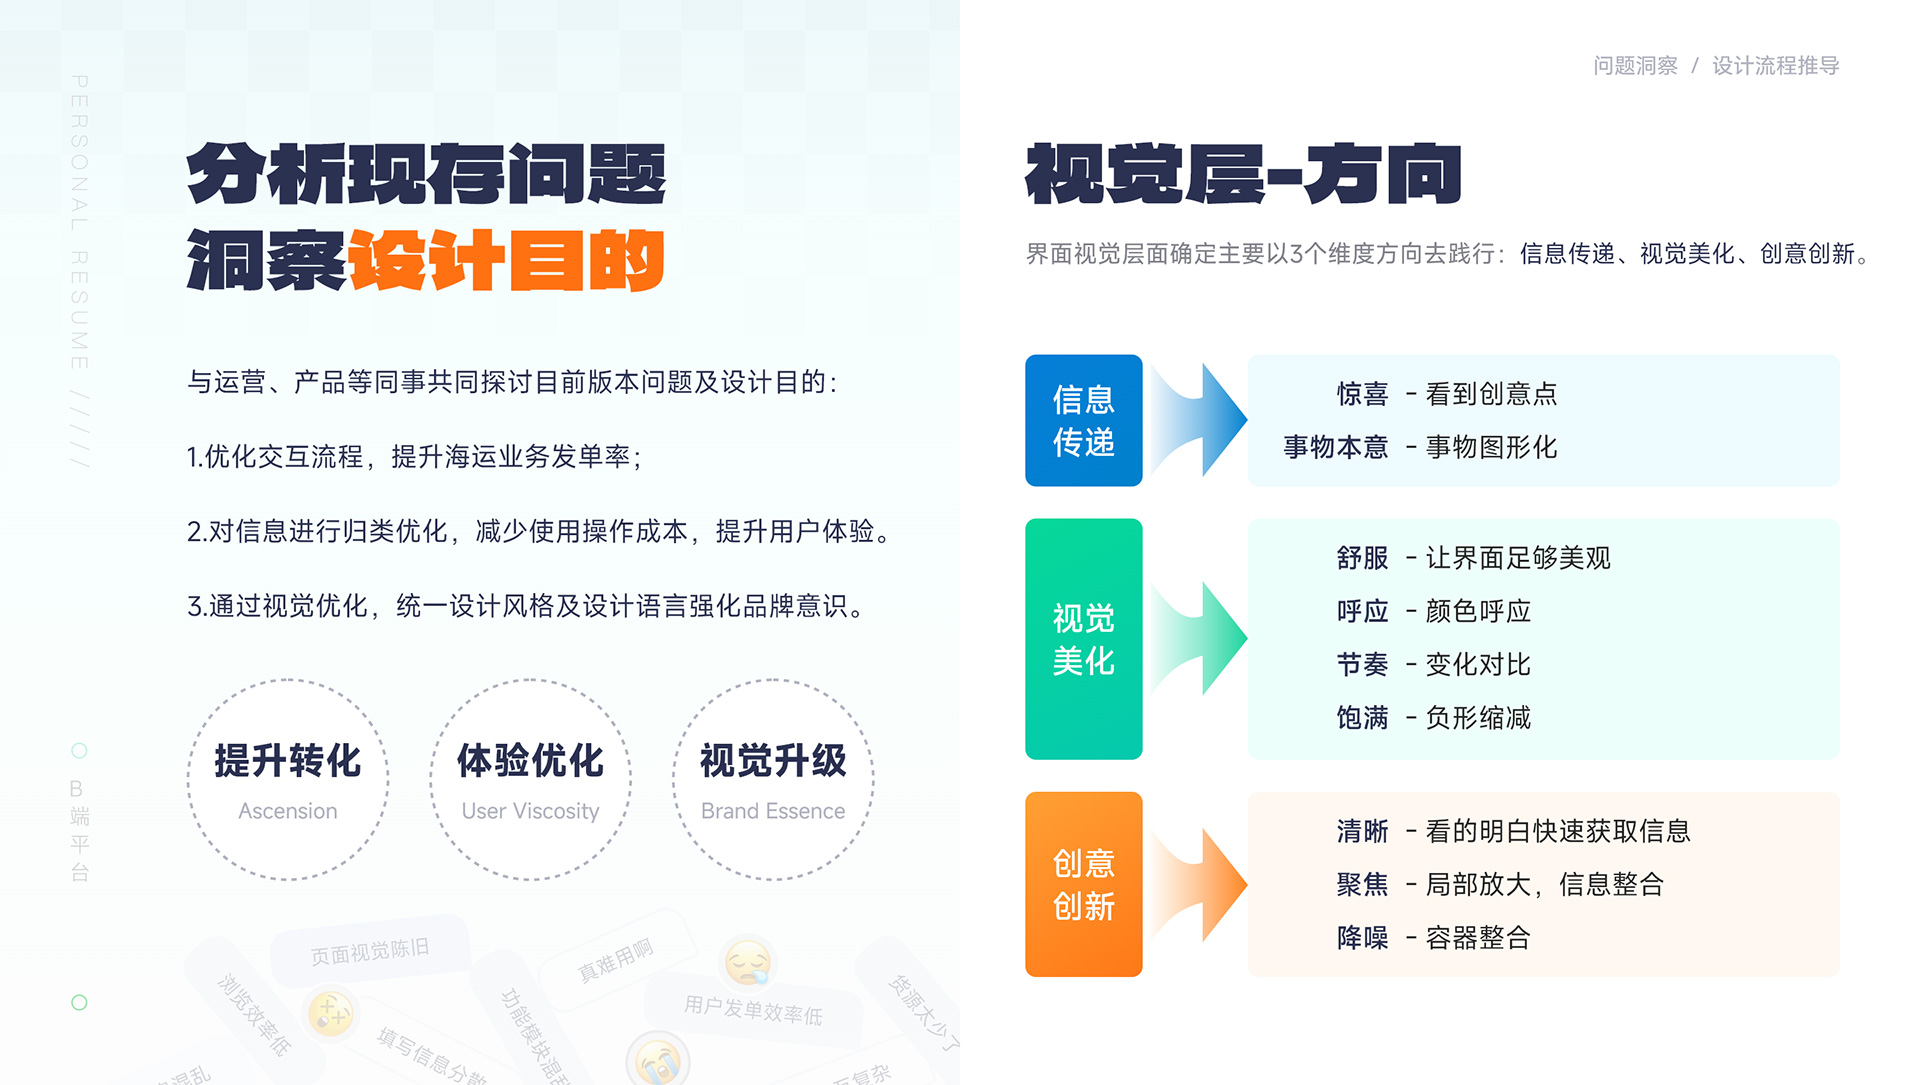 PERSONAL RESUME /////
B端平台
分析现存问题
洞察设计目的
与运营、产品等同事共同探讨目前版本问题及设计目的：
1.优化交互流程，提升海运业务发单率；
2.对信息进行归类优化，减少使用操作成本，提升用户体验。
3.通过视觉优化，统一设计风格及设计语言强化品牌意识。
提升转化
Ascension
体验优化
User Viscosity
视觉升级
Brand Essence
页面视觉陈旧
真难用啊
浏览效率低
功能模块混乱
用户发单效率低
货源太少了
填写信息分散
混乱
复杂
问题洞察 / 设计流程推导
视觉层-方向
界面视觉层面确定主要以3个维度方向去践行：信息传递、视觉美化、创意创新。
信息
传递
惊喜 - 看到创意点
事物本意 - 事物图形化
视觉
美化
舒服 - 让界面足够美观
呼应 - 颜色呼应
节奏 - 变化对比
饱满 - 负形缩减
创意
创新
清晰 - 看的明白快速获取信息
聚焦 - 局部放大，信息整合
降噪 - 容器整合